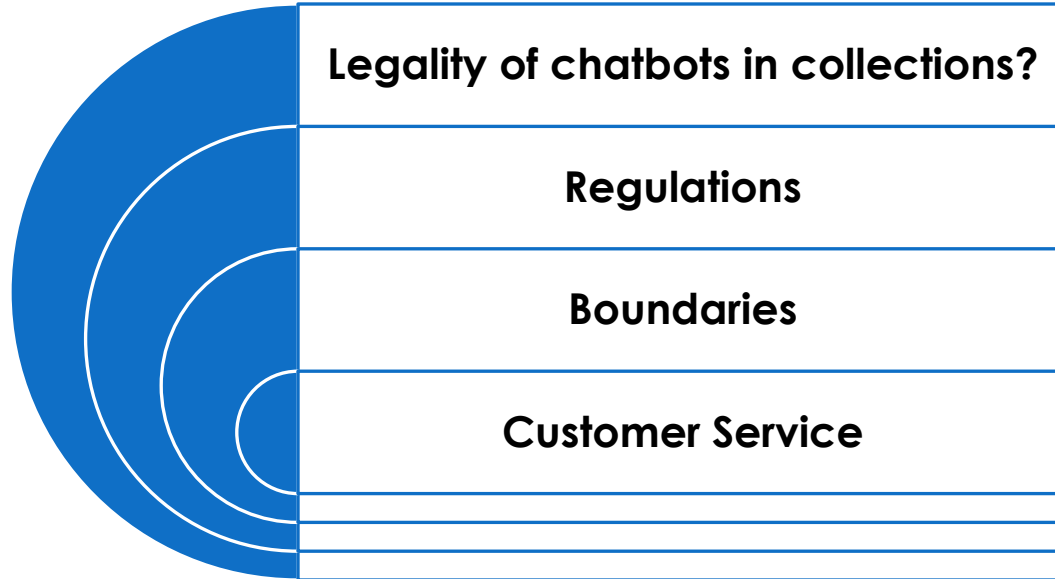 Legality of chatbots in collections?
Regulations
Boundaries
Customer Service